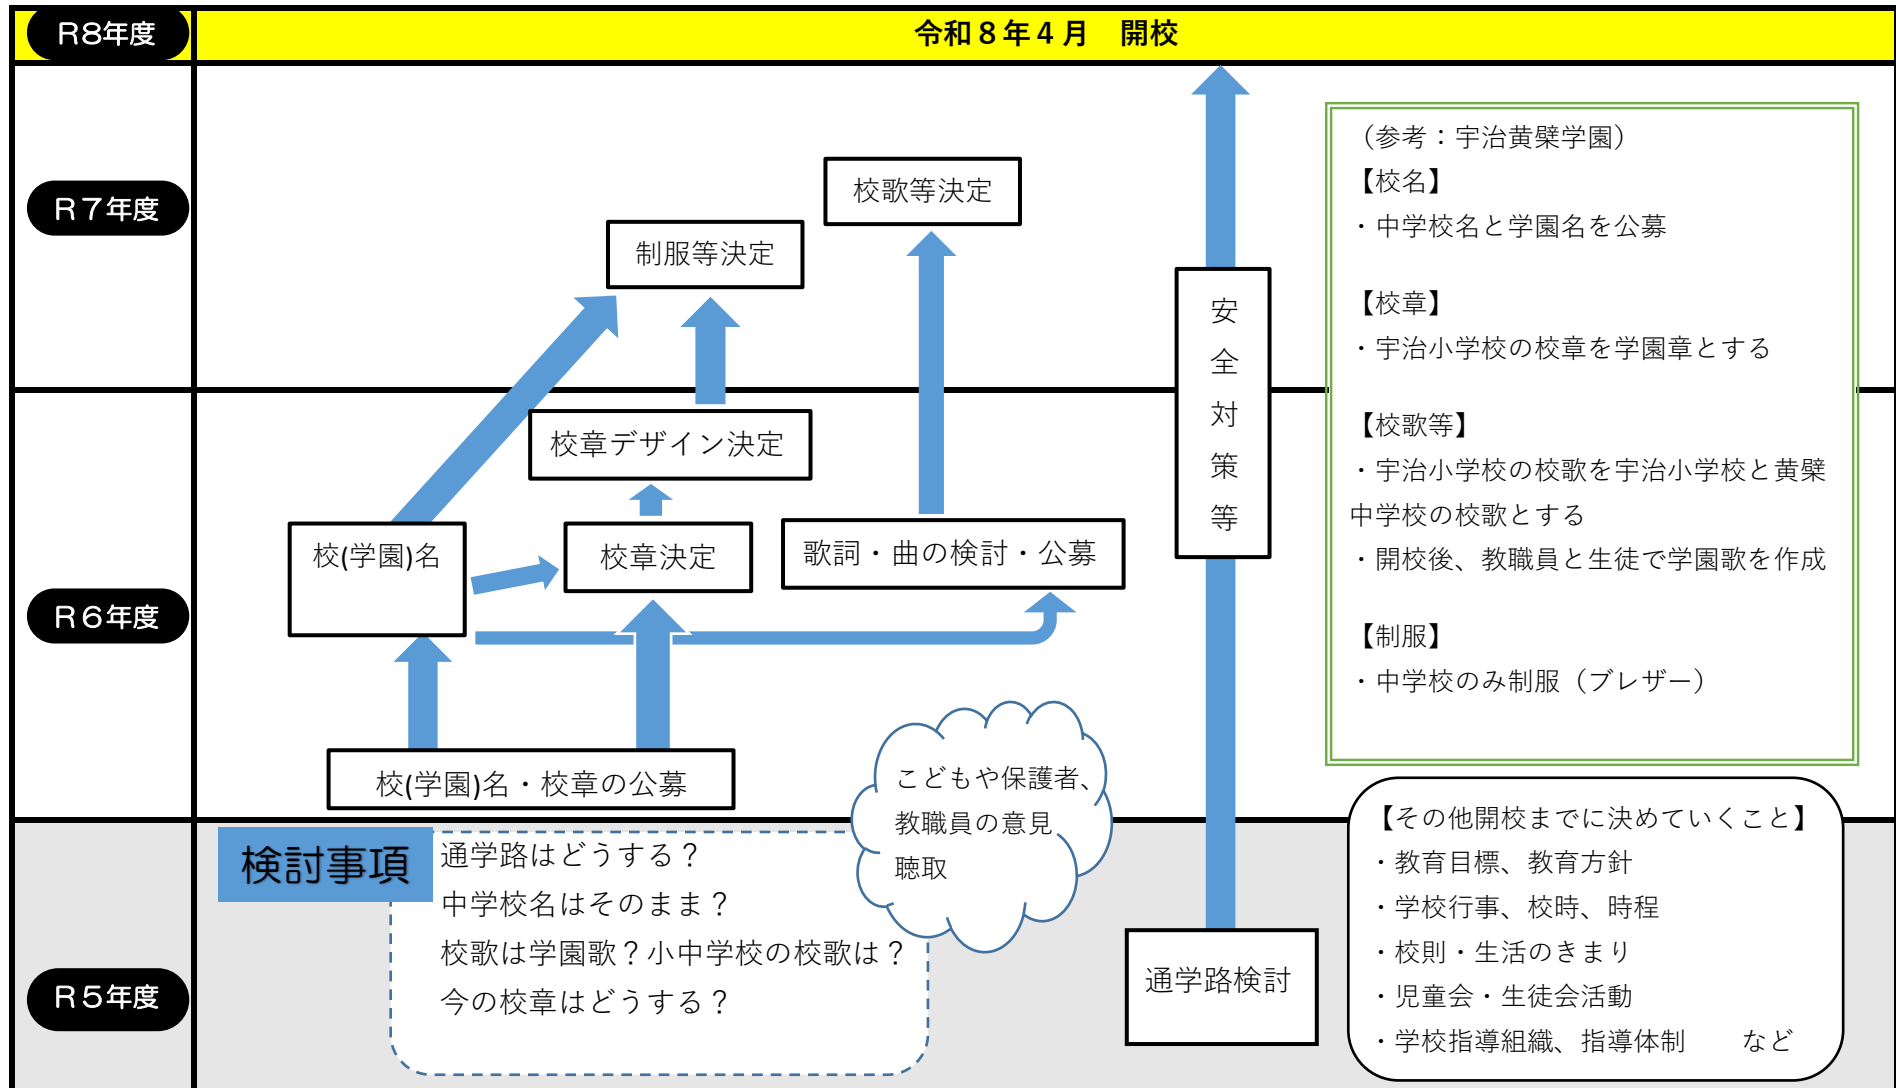 R8年度
令和８年４月　開校
R７年度
校歌等決定
制服等決定
R６年度
校章デザイン決定
校(学園)名
校章決定
歌詞・曲の検討・公募
校(学園)名・校章の公募
安全対策等
（参考：宇治黄檗学園）
【校名】
・中学校名と学園名を公募
【校章】
・宇治小学校の校章を学園章とする
【校歌等】
・宇治小学校の校歌を宇治小学校と黄檗
中学校の校歌とする
・開校後、教職員と生徒で学園歌を作成
【制服】
・中学校のみ制服（ブレザー）
R５年度
検討事項
通学路はどうする？
中学校名はそのまま？
校歌は学園歌？小中学校の校歌は？
今の校章はどうする？
こどもや保護者、
教職員の意見
聴取
通学路検討
【その他開校までに決めていくこと】
・教育目標、教育方針
・学校行事、校時、時程
・校則・生活のきまり
・児童会・生徒会活動
・学校指導組織、指導体制　　など